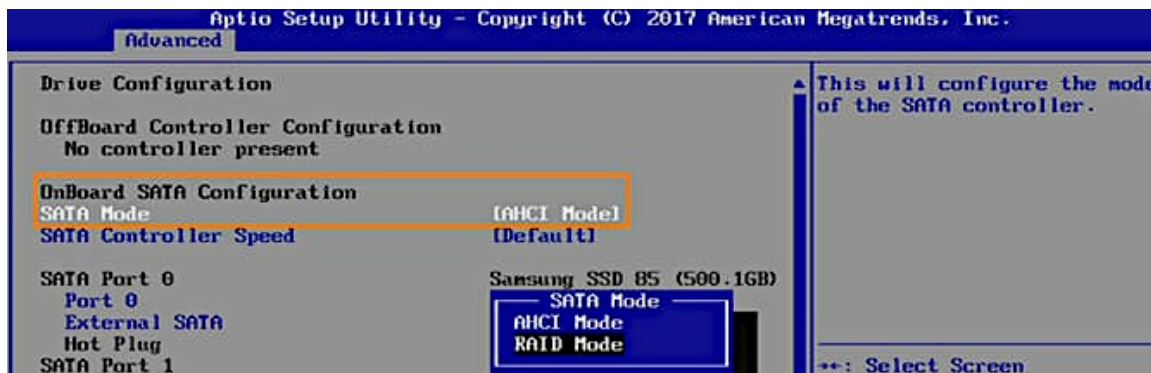 Aptio Setup Utility - Copyright (C) 2017 American Megatrends, Inc.
Advanced
Drive Configuration
OffBoard Controller Configuration
No controller present
OnBoard SATA Configuration
SATA Mode [AHCI Mode]
SATA Controller Speed [Default]
SATA Port 0 Samsung SSD 85 (500.1GB)
Port 0
External SATA
Hot Plug
SATA Port 1
SATA Mode
AHCI Mode
RAID Mode
This will configure the mode
of the SATA controller.
→←: Select Screen